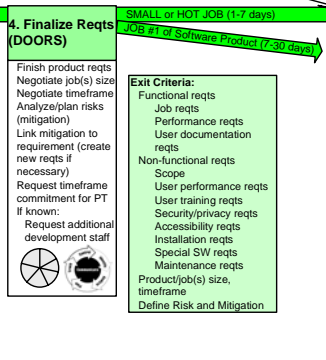 SMALL or HOT JOB (1-7 days)
JOB #1 of Software Product (7-30 days)
4. Finalize Reqts
(DOORS)
Finish product reqts
Negotiate job(s) size
Negotiate timeframe
Analyze/plan risks
(mitigation)
Link mitigation to
requirement (create
new reqts if
necessary)
Request timeframe
commitment for PT
If known:
Request additional
development staff
Exit Criteria:
Functional reqts
Job reqts
Performance reqts
User documentation
reqts
Non-functional reqts
Scope
User performance reqts
User training reqts
Security/privacy reqts
Accessibility reqts
Installation reqts
Special SW reqts
Maintenance reqts
Product/job(s) size,
timeframe
Define Risk and Mitigation